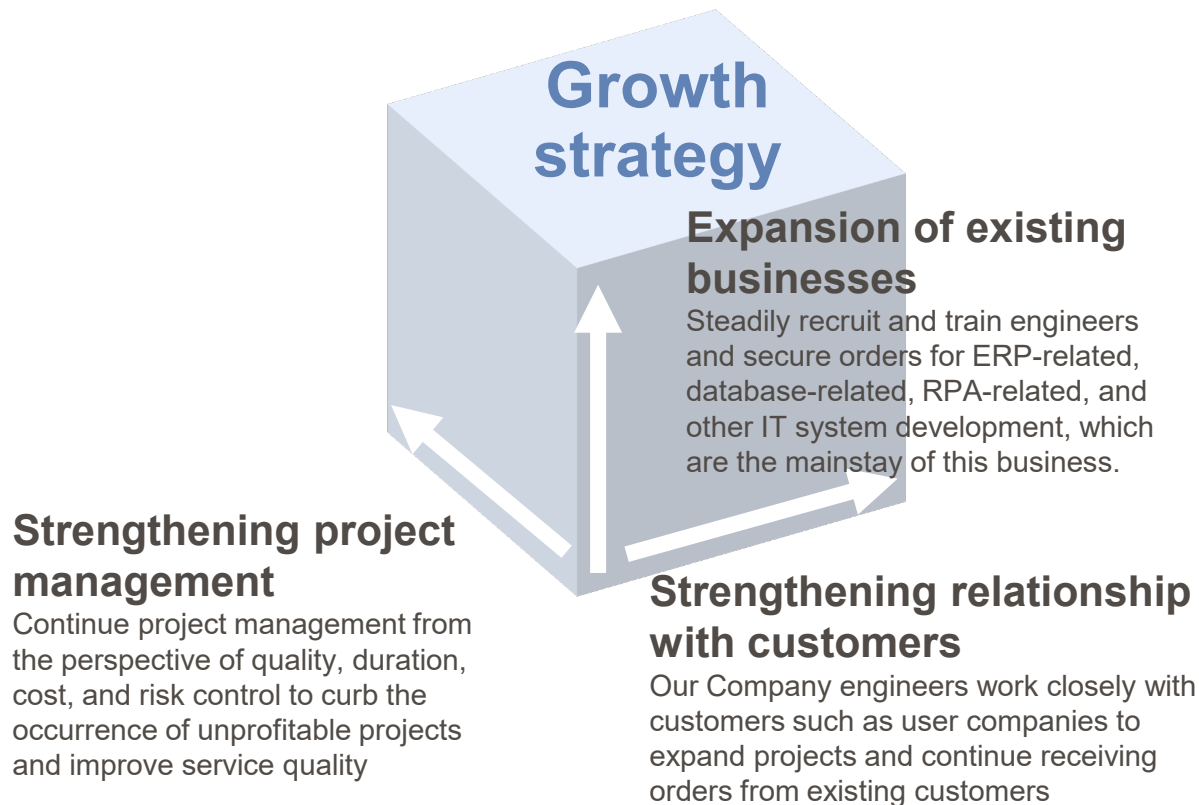 Growth
strategy
Expansion of existing
businesses
Steadily recruit and train engineers
and secure orders for ERP-related,
database-related, RPA-related, and
other IT system development, which
are the mainstay of this business.
Strengthening project
management
Continue project management from
the perspective of quality, duration,
cost, and risk control to curb the
occurrence of unprofitable projects
and improve service quality
Strengthening relationship
with customers
Our Company engineers work closely with
customers such as user companies to
expand projects and continue receiving
orders from existing customers